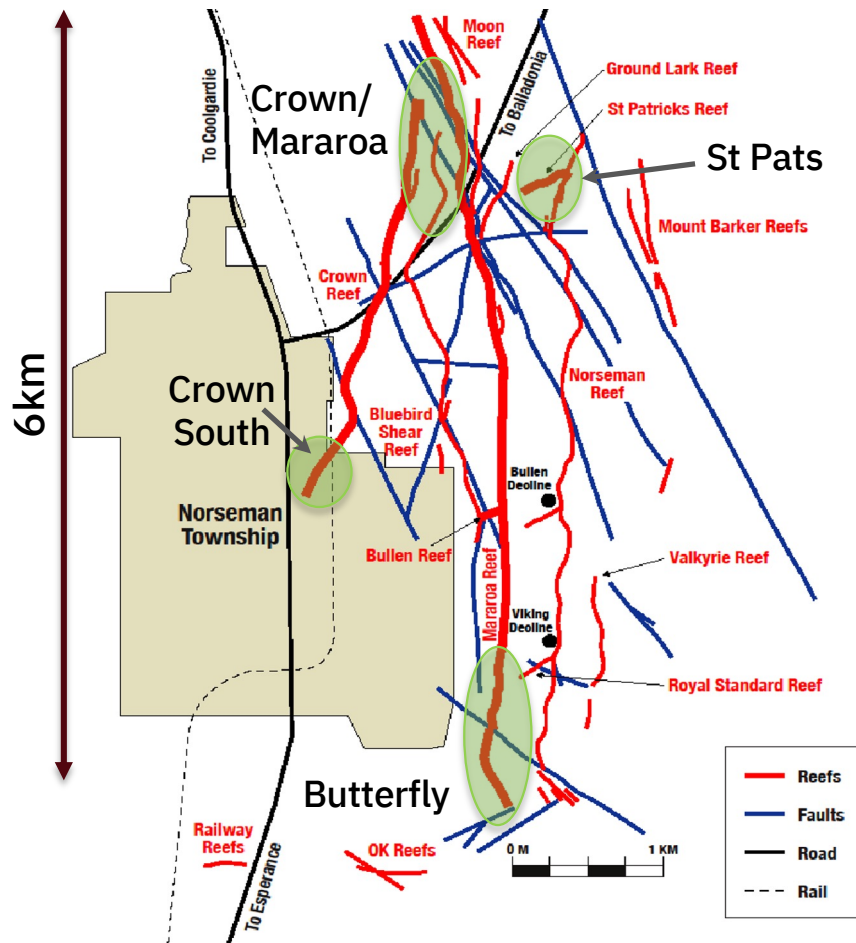 Moon
Reef
To Coolgardie
Crown/
Mararoa
To Balladonia
Ground Lark Reef
St Patricks Reef
St Pats
Mount Barker Reefs
Crown
Reef
6km
Crown
South
Bluebird
Shear
Reef
Norseman
Reef
Bullen
Decline
Norseman
Township
Bullen Reef
Mararoa Reef
Valkyrie Reef
Viking
Decline
Royal Standard Reef
Butterfly
Railway
Reefs
OK Reefs
To Esperance
0 M 1 KM
Reefs
Faults
Road
Rail